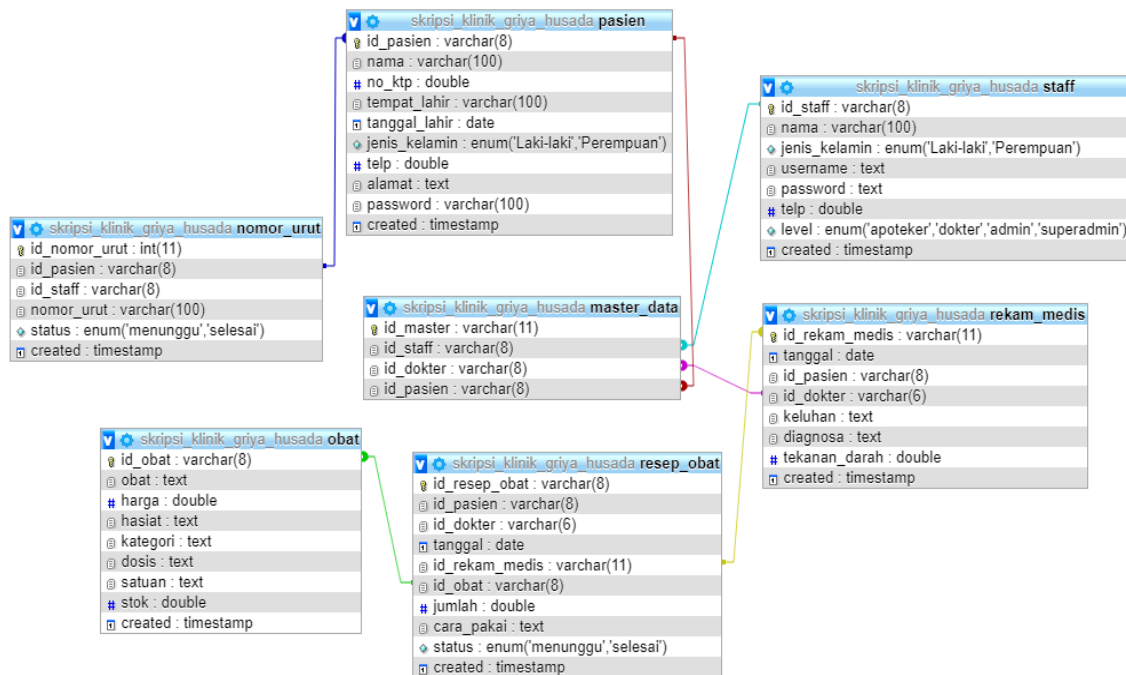 skripsi_klinik_griya_husada pasien
id_pasien : varchar(8)
nama : varchar(100)
no_ktp : double
tempat_lahir : varchar(100)
tanggal_lahir : date
jenis_kelamin : enum('Laki-laki','Perempuan')
telp : double
alamat : text
password : varchar(100)
created : timestamp
skripsi_klinik_griya_husada staff
id_staff : varchar(8)
nama : varchar(100)
jenis_kelamin : enum('Laki-laki','Perempuan')
username : text
password : text
telp : double
level : enum('apoteker','dokter','admin','superadmin')
created : timestamp
skripsi_klinik_griya_husada nomor_urut
id_nomor_urut : int(11)
id_pasien : varchar(8)
id_staff : varchar(8)
nomor_urut : varchar(100)
status : enum('menunggu','selesai')
created : timestamp
skripsi_klinik_griya_husada master_data
id_master : varchar(11)
id_staff : varchar(8)
id_dokter : varchar(8)
id_pasien : varchar(8)
skripsi_klinik_griya_husada rekam_medis
id_rekam_medis : varchar(11)
tanggal : date
id_pasien : varchar(8)
id_dokter : varchar(6)
keluhan : text
diagnosa : text
tekanan_darah : double
created : timestamp
skripsi_klinik_griya_husada obat
id_obat : varchar(8)
obat : text
harga : double
hasiat : text
kategori : text
dosis : text
satuan : text
stok : double
created : timestamp
skripsi_klinik_griya_husada resep_obat
id_resep_obat : varchar(8)
id_pasien : varchar(8)
id_dokter : varchar(6)
tanggal : date
id_rekam_medis : varchar(11)
id_obat : varchar(8)
jumlah : double
cara_pakai : text
status : enum('menunggu','selesai')
created : timestamp